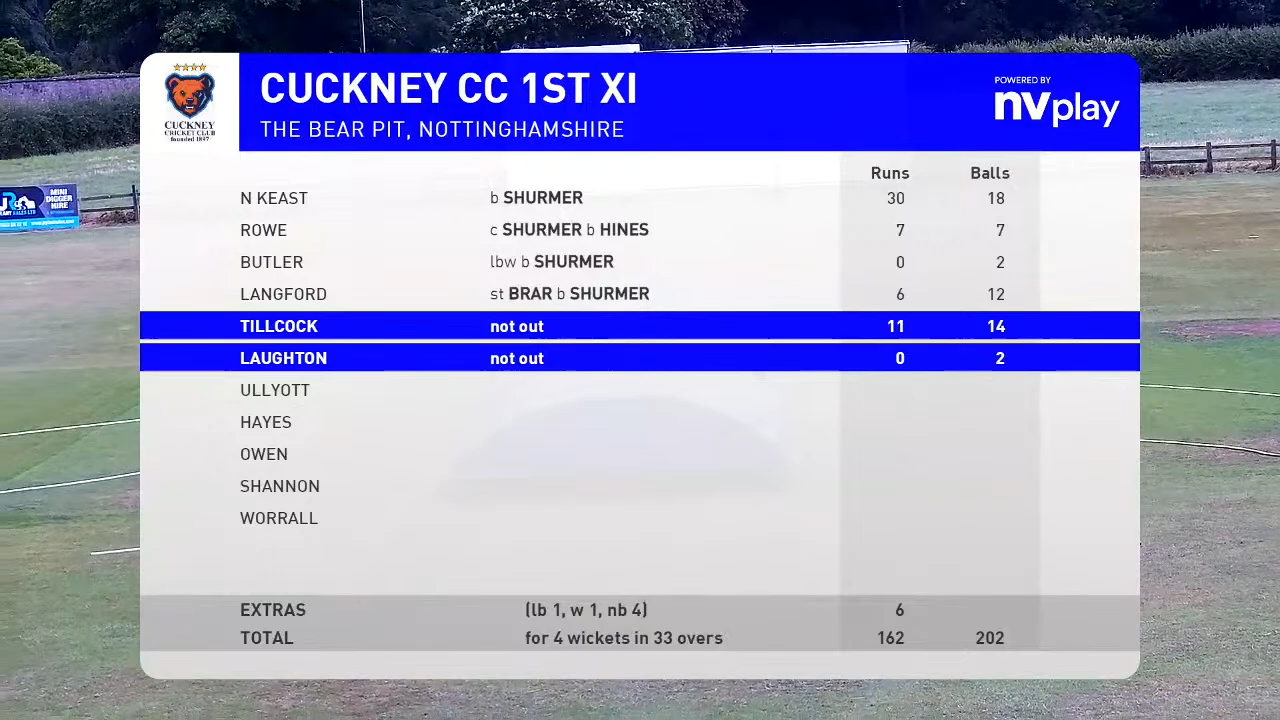 CUCKNEY CC 1ST XI
THE BEAR PIT, NOTTINGHAMSHIRE
CUCKNEY
CRICKET CLUB
founded 1897
POWERED BY
nvplay
Runs Balls
N KEAST b SHURMER 30 18
ROWE c SHURMER b HINES 7 7
BUTLER lbw b SHURMER 0 2
LANGFORD st BRAR b SHURMER 6 12
TILLCOCK not out 11 14
LAUGHTON not out 0 2
ULLYOTT
HAYES
OWEN
SHANNON
WORRALL
EXTRAS (lb 1, w 1, nb 4) 6
TOTAL for 4 wickets in 33 overs 162 202
MINI
DIGGER
HIRE